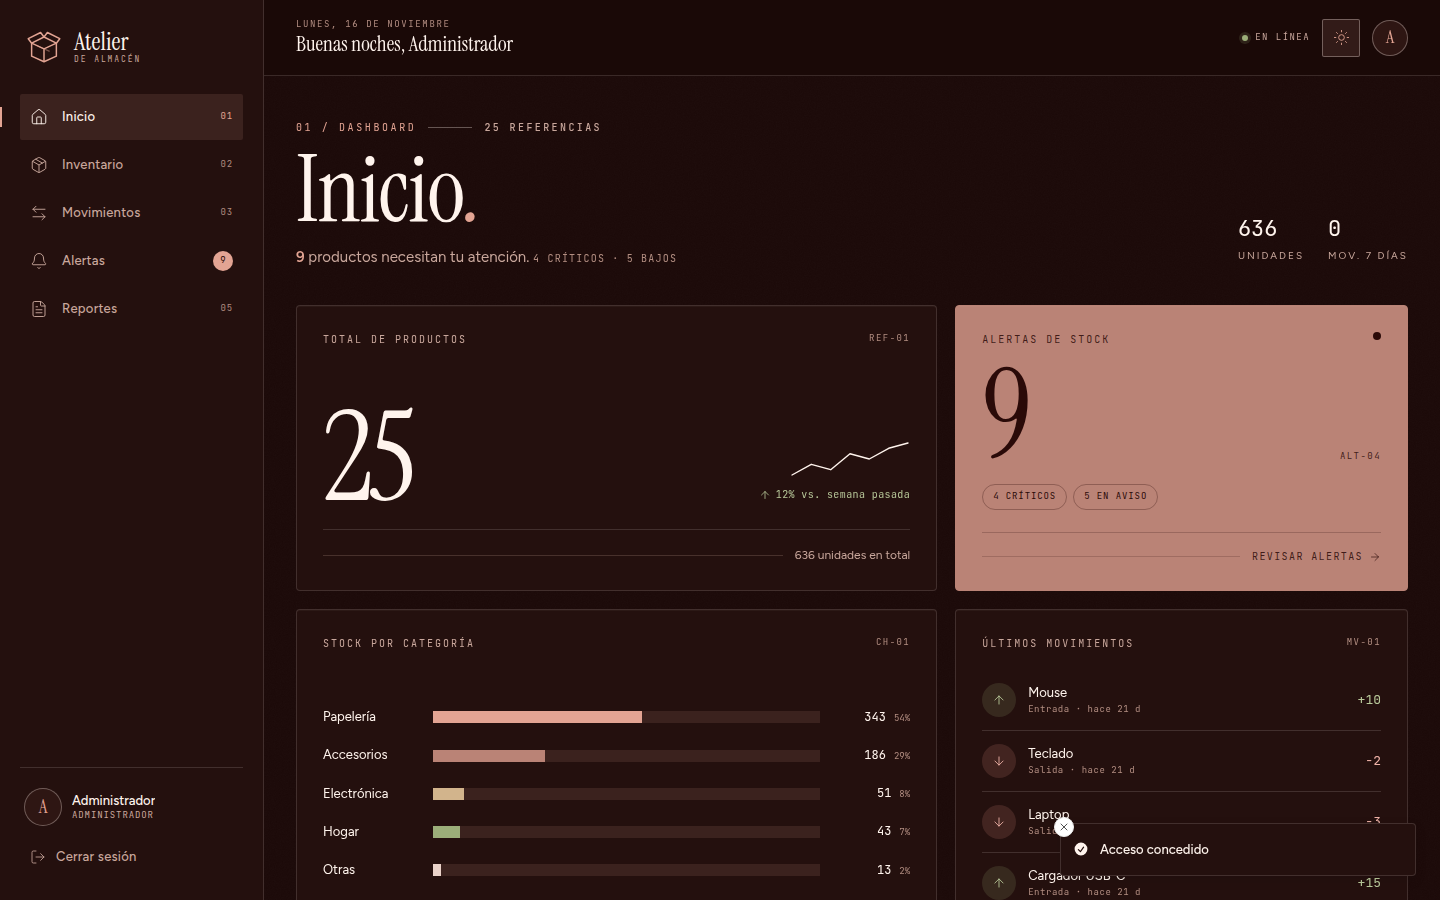 Atelier
DE ALMACÉN
Inicio 01
Inventario 02
Movimientos 03
Alertas 9
Reportes 05
A
Administrador
ADMINISTRADOR
Cerrar sesión
LUNES, 16 DE NOVIEMBRE
Buenas noches, Administrador
EN LÍNEA
A
01 / DASHBOARD 25 REFERENCIAS
Inicio.
9 productos necesitan tu atención. 4 CRÍTICOS · 5 BAJOS
636 0
UNIDADES MOV. 7 DÍAS
TOTAL DE PRODUCTOS REF-01
25
↑ 12% vs. semana pasada
636 unidades en total
ALERTAS DE STOCK
9
ALT-04
4 CRÍTICOS 5 EN AVISO
REVISAR ALERTAS →
STOCK POR CATEGORÍA CH-01
Papelería 343 54%
Accesorios 186 29%
Electrónica 51 8%
Hogar 43 7%
Otras 13 2%
ÚLTIMOS MOVIMIENTOS MV-01
Mouse +10
Entrada · hace 21 d
Teclado -2
Salida · hace 21 d
Laptop -3
Acceso concedido
Cargador USB-C +15
Entrada · hace 21 d